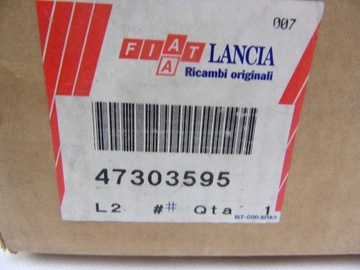 007
FIAT LANCIA
A
Ricambi originali
47303595
L2 ## Qta 1